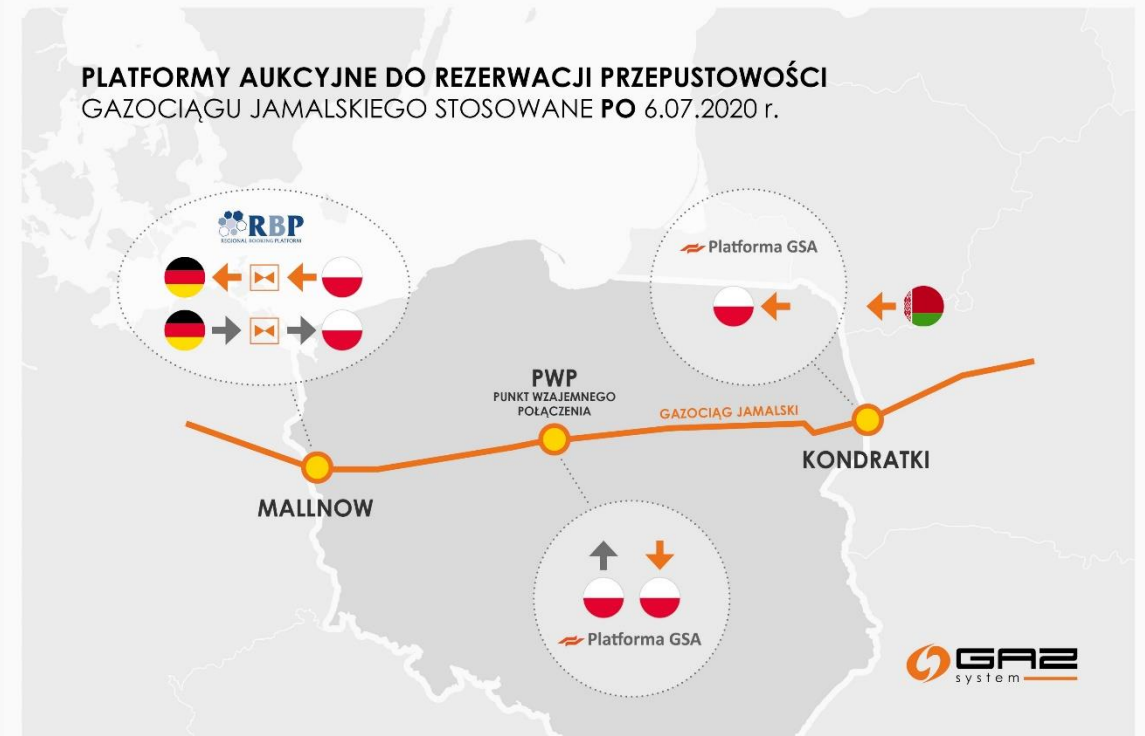 PLATFORMY AUKCYJNE DO REZERWACJI PRZEPUSTOWOŚCI
GAZOCIĄGU JAMALSKIEGO STOSOWANE PO 6.07.2020 r.
RBP
REGIONAL BOOKING PLATFORM
Platforma GSA
PWP
PUNKT WZAJEMNEGO
POŁĄCZENIA
GAZOCIĄG JAMALSKI
KONDRATKI
MALLNOW
Platforma GSA
GAZ
system